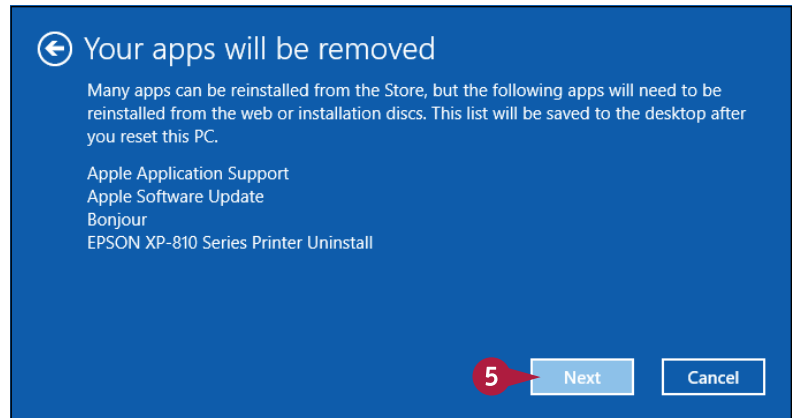 Your apps will be removed
Many apps can be reinstalled from the Store, but the following apps will need to be
reinstalled from the web or installation discs. This list will be saved to the desktop after
you reset this PC.
Apple Application Support
Apple Software Update
Bonjour
EPSON XP-810 Series Printer Uninstall
5 Next Cancel